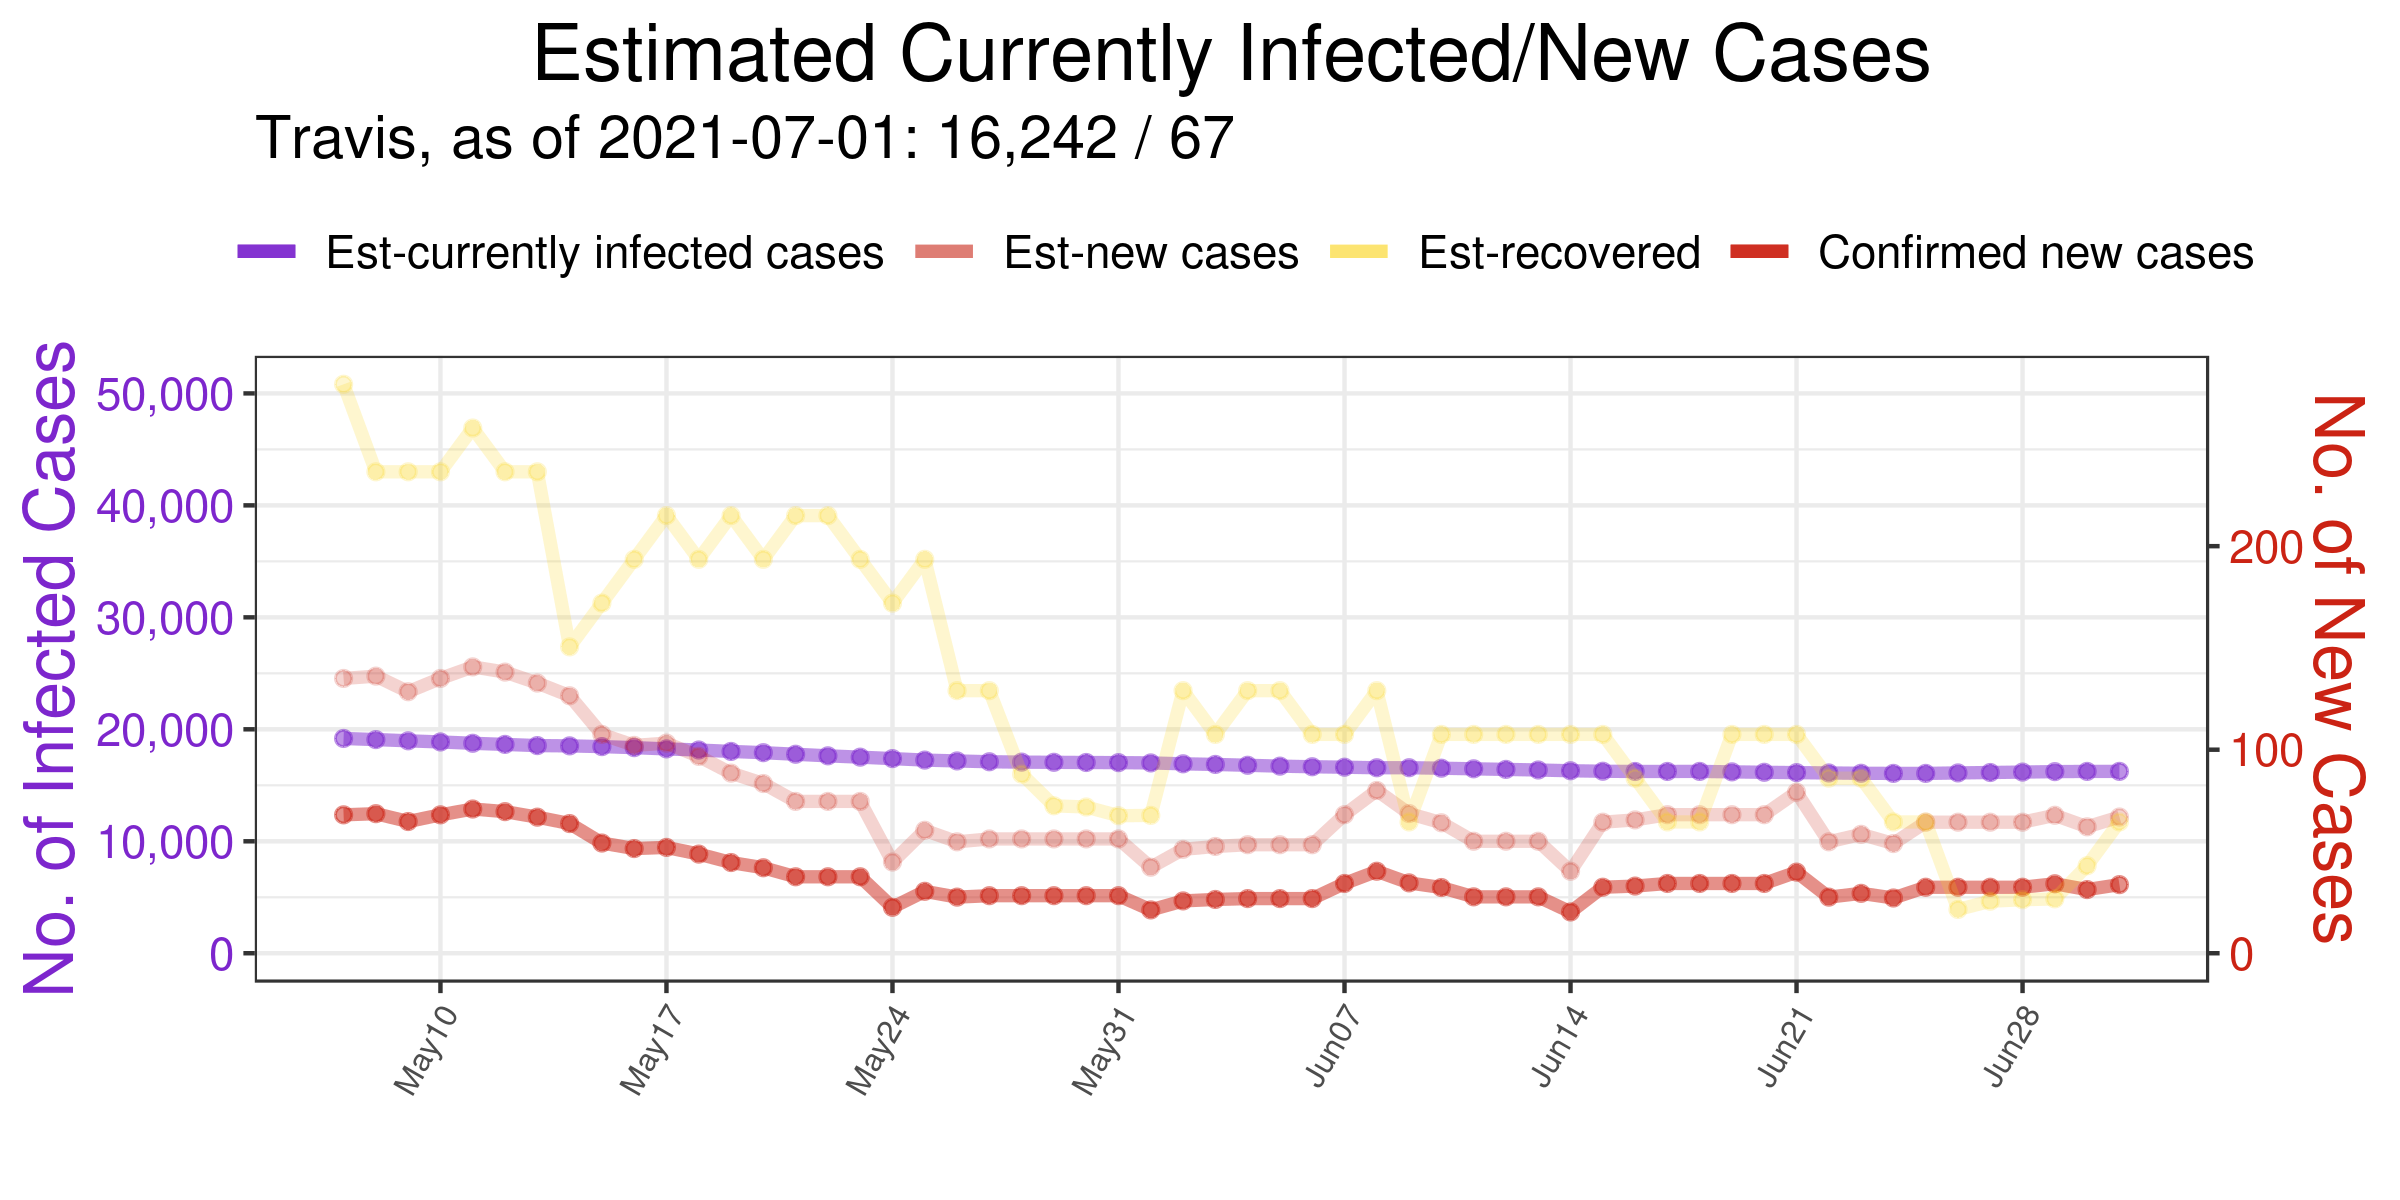 Estimated Currently Infected/New Cases
Travis, as of 2021-07-01: 16,242 / 67
Est-currently infected cases Est-new cases Est-recovered Confirmed new cases
No. of Infected Cases
50,000
40,000
30,000
20,000
10,000
0
No. of New Cases
200
100
0
May10 May17 May24 May31 Jun07 Jun14 Jun21 Jun28